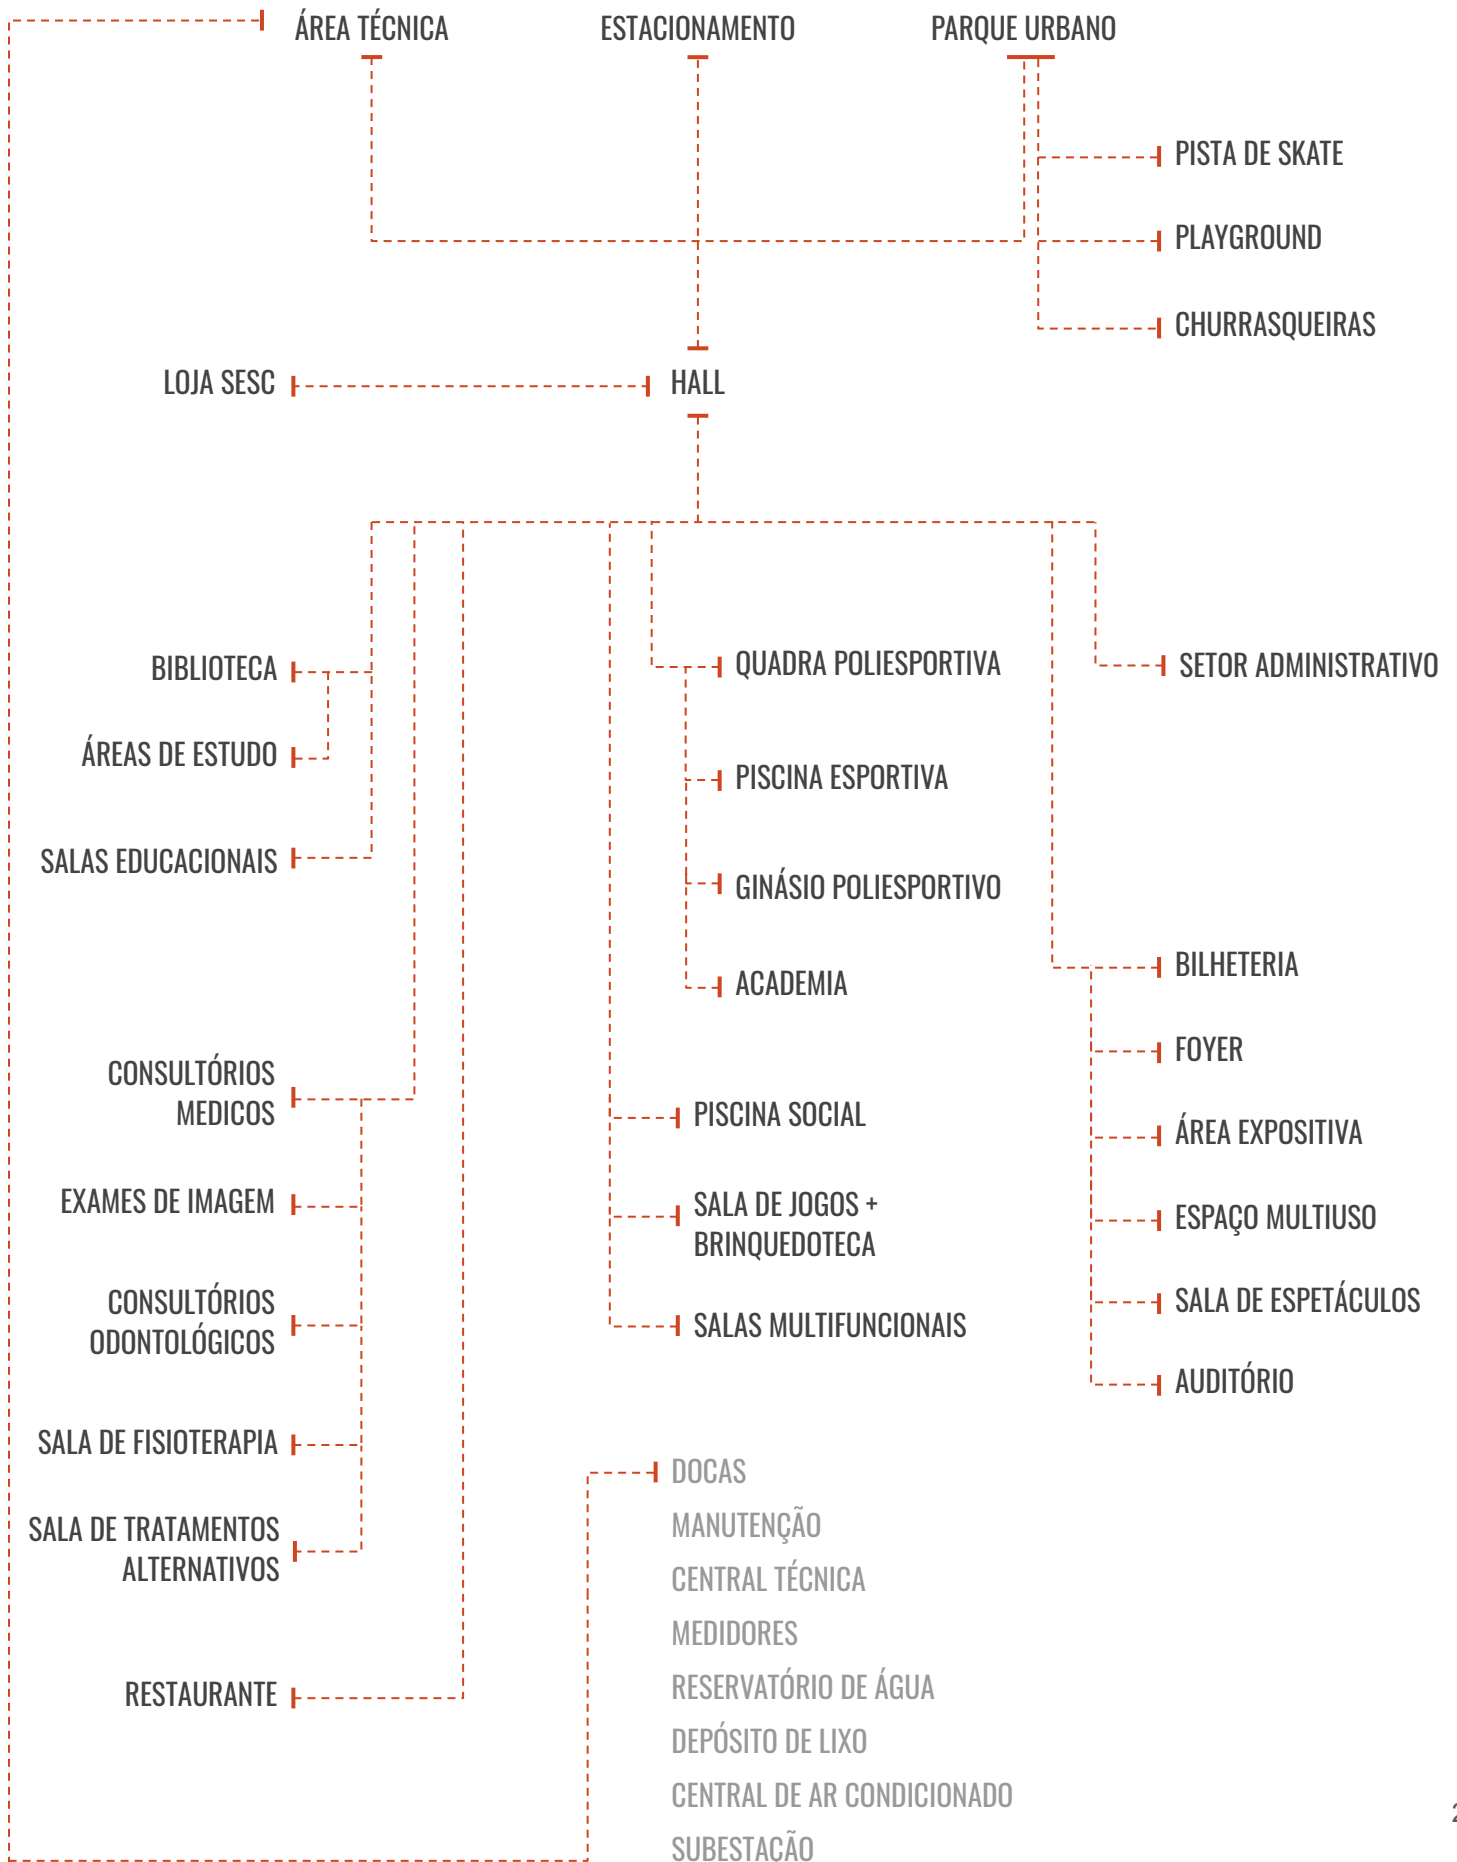 ÁREA TÉCNICA
ESTACIONAMENTO
PARQUE URBANO
PISTA DE SKATE
PLAYGROUND
CHURRASQUEIRAS
LOJA SESC
HALL
BIBLIOTECA
ÁREAS DE ESTUDO
SALAS EDUCACIONAIS
CONSULTÓRIOS
MEDICOS
EXAMES DE IMAGEM
CONSULTÓRIOS
ODONTOLÓGICOS
SALA DE FISIOTERAPIA
SALA DE TRATAMENTOS
ALTERNATIVOS
RESTAURANTE
QUADRA POLIESPORTIVA
PISCINA ESPORTIVA
GINÁSIO POLIESPORTIVO
ACADEMIA
PISCINA SOCIAL
SALA DE JOGOS +
BRINQUEDOTECA
SALAS MULTIFUNCIONAIS
SETOR ADMINISTRATIVO
BILHETERIA
FOYER
ÁREA EXPOSITIVA
ESPAÇO MULTIUSO
SALA DE ESPETÁCULOS
AUDITÓRIO
DOCAS
MANUTENÇÃO
CENTRAL TÉCNICA
MEDIDORES
RESERVATÓRIO DE ÁGUA
DEPÓSITO DE LIXO
CENTRAL DE AR CONDICIONADO
SUBESTAÇÃO